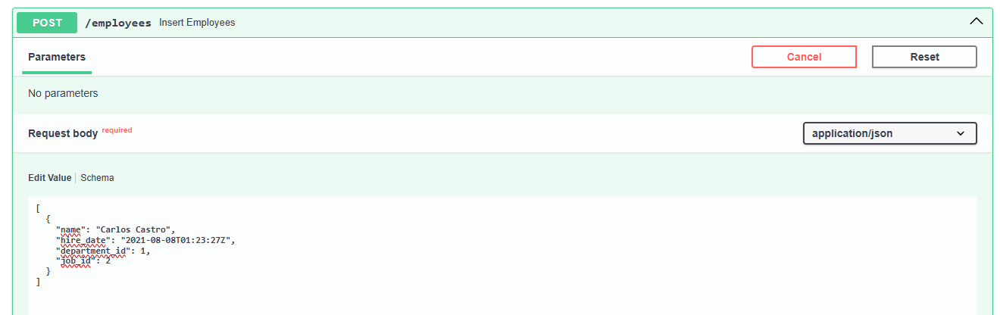 POST /employees Insert Employees
Parameters
Cancel
Reset
No parameters
Request body required
application/json
Edit Value | Schema
[
  {
    "name": "Carlos Castro",
    "hire_date": "2021-08-08T01:23:27Z",
    "department_id": 1,
    "job_id": 2
  }
]